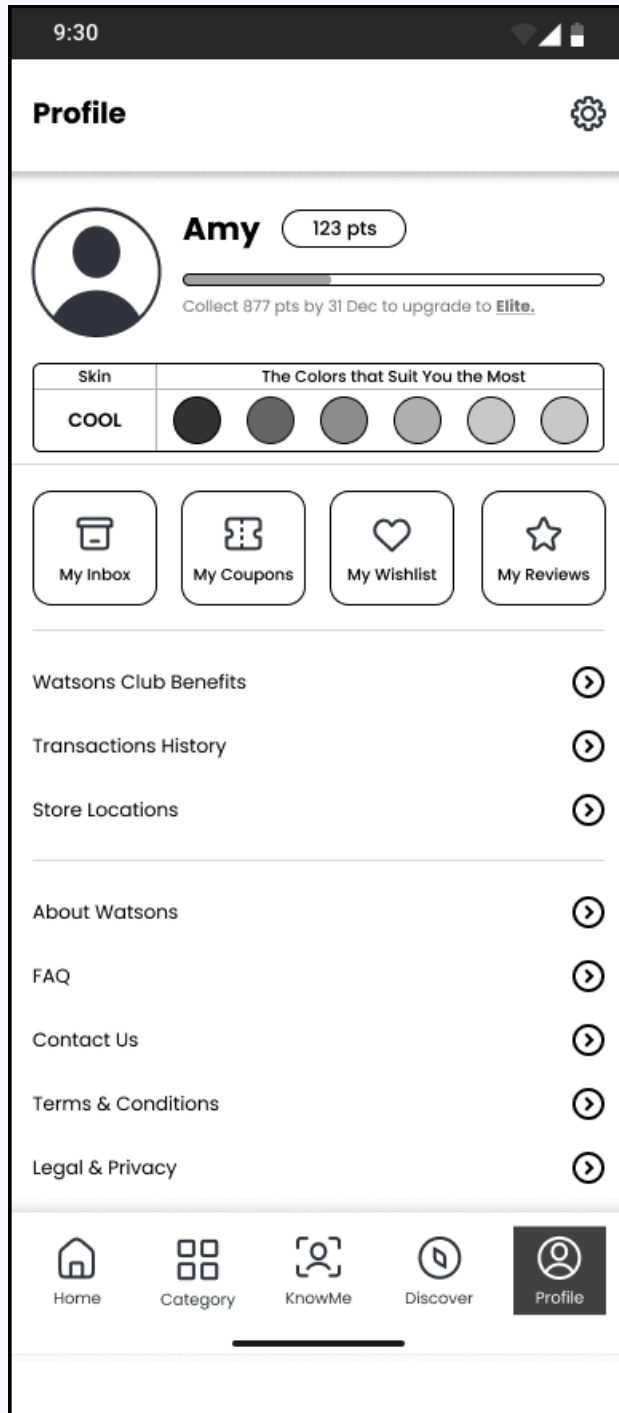 9:30
Profile
Amy 123 pts
Collect 877 pts by 31 Dec to upgrade to Elite.
Skin The Colors that Suit You the Most
COOL
My Inbox My Coupons My Wishlist My Reviews
Watsons Club Benefits
Transactions History
Store Locations
About Watsons
FAQ
Contact Us
Terms & Conditions
Legal & Privacy
Home Category KnowMe Discover Profile